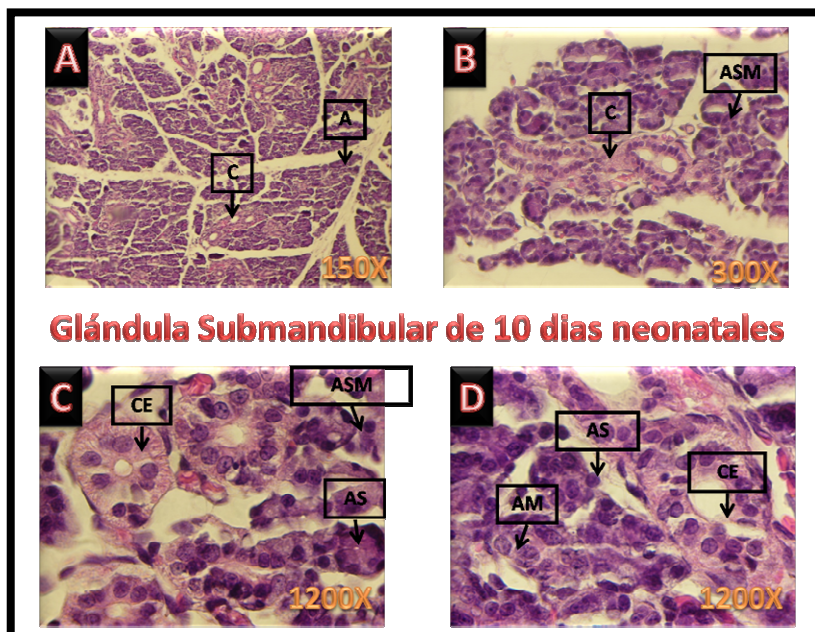 A
A
C
150X
B
ASM
C
300X
Glándula Submandibular de 10 dias neonatales
C
CE
ASM
AS
1200X
D
AS
CE
AM
1200X